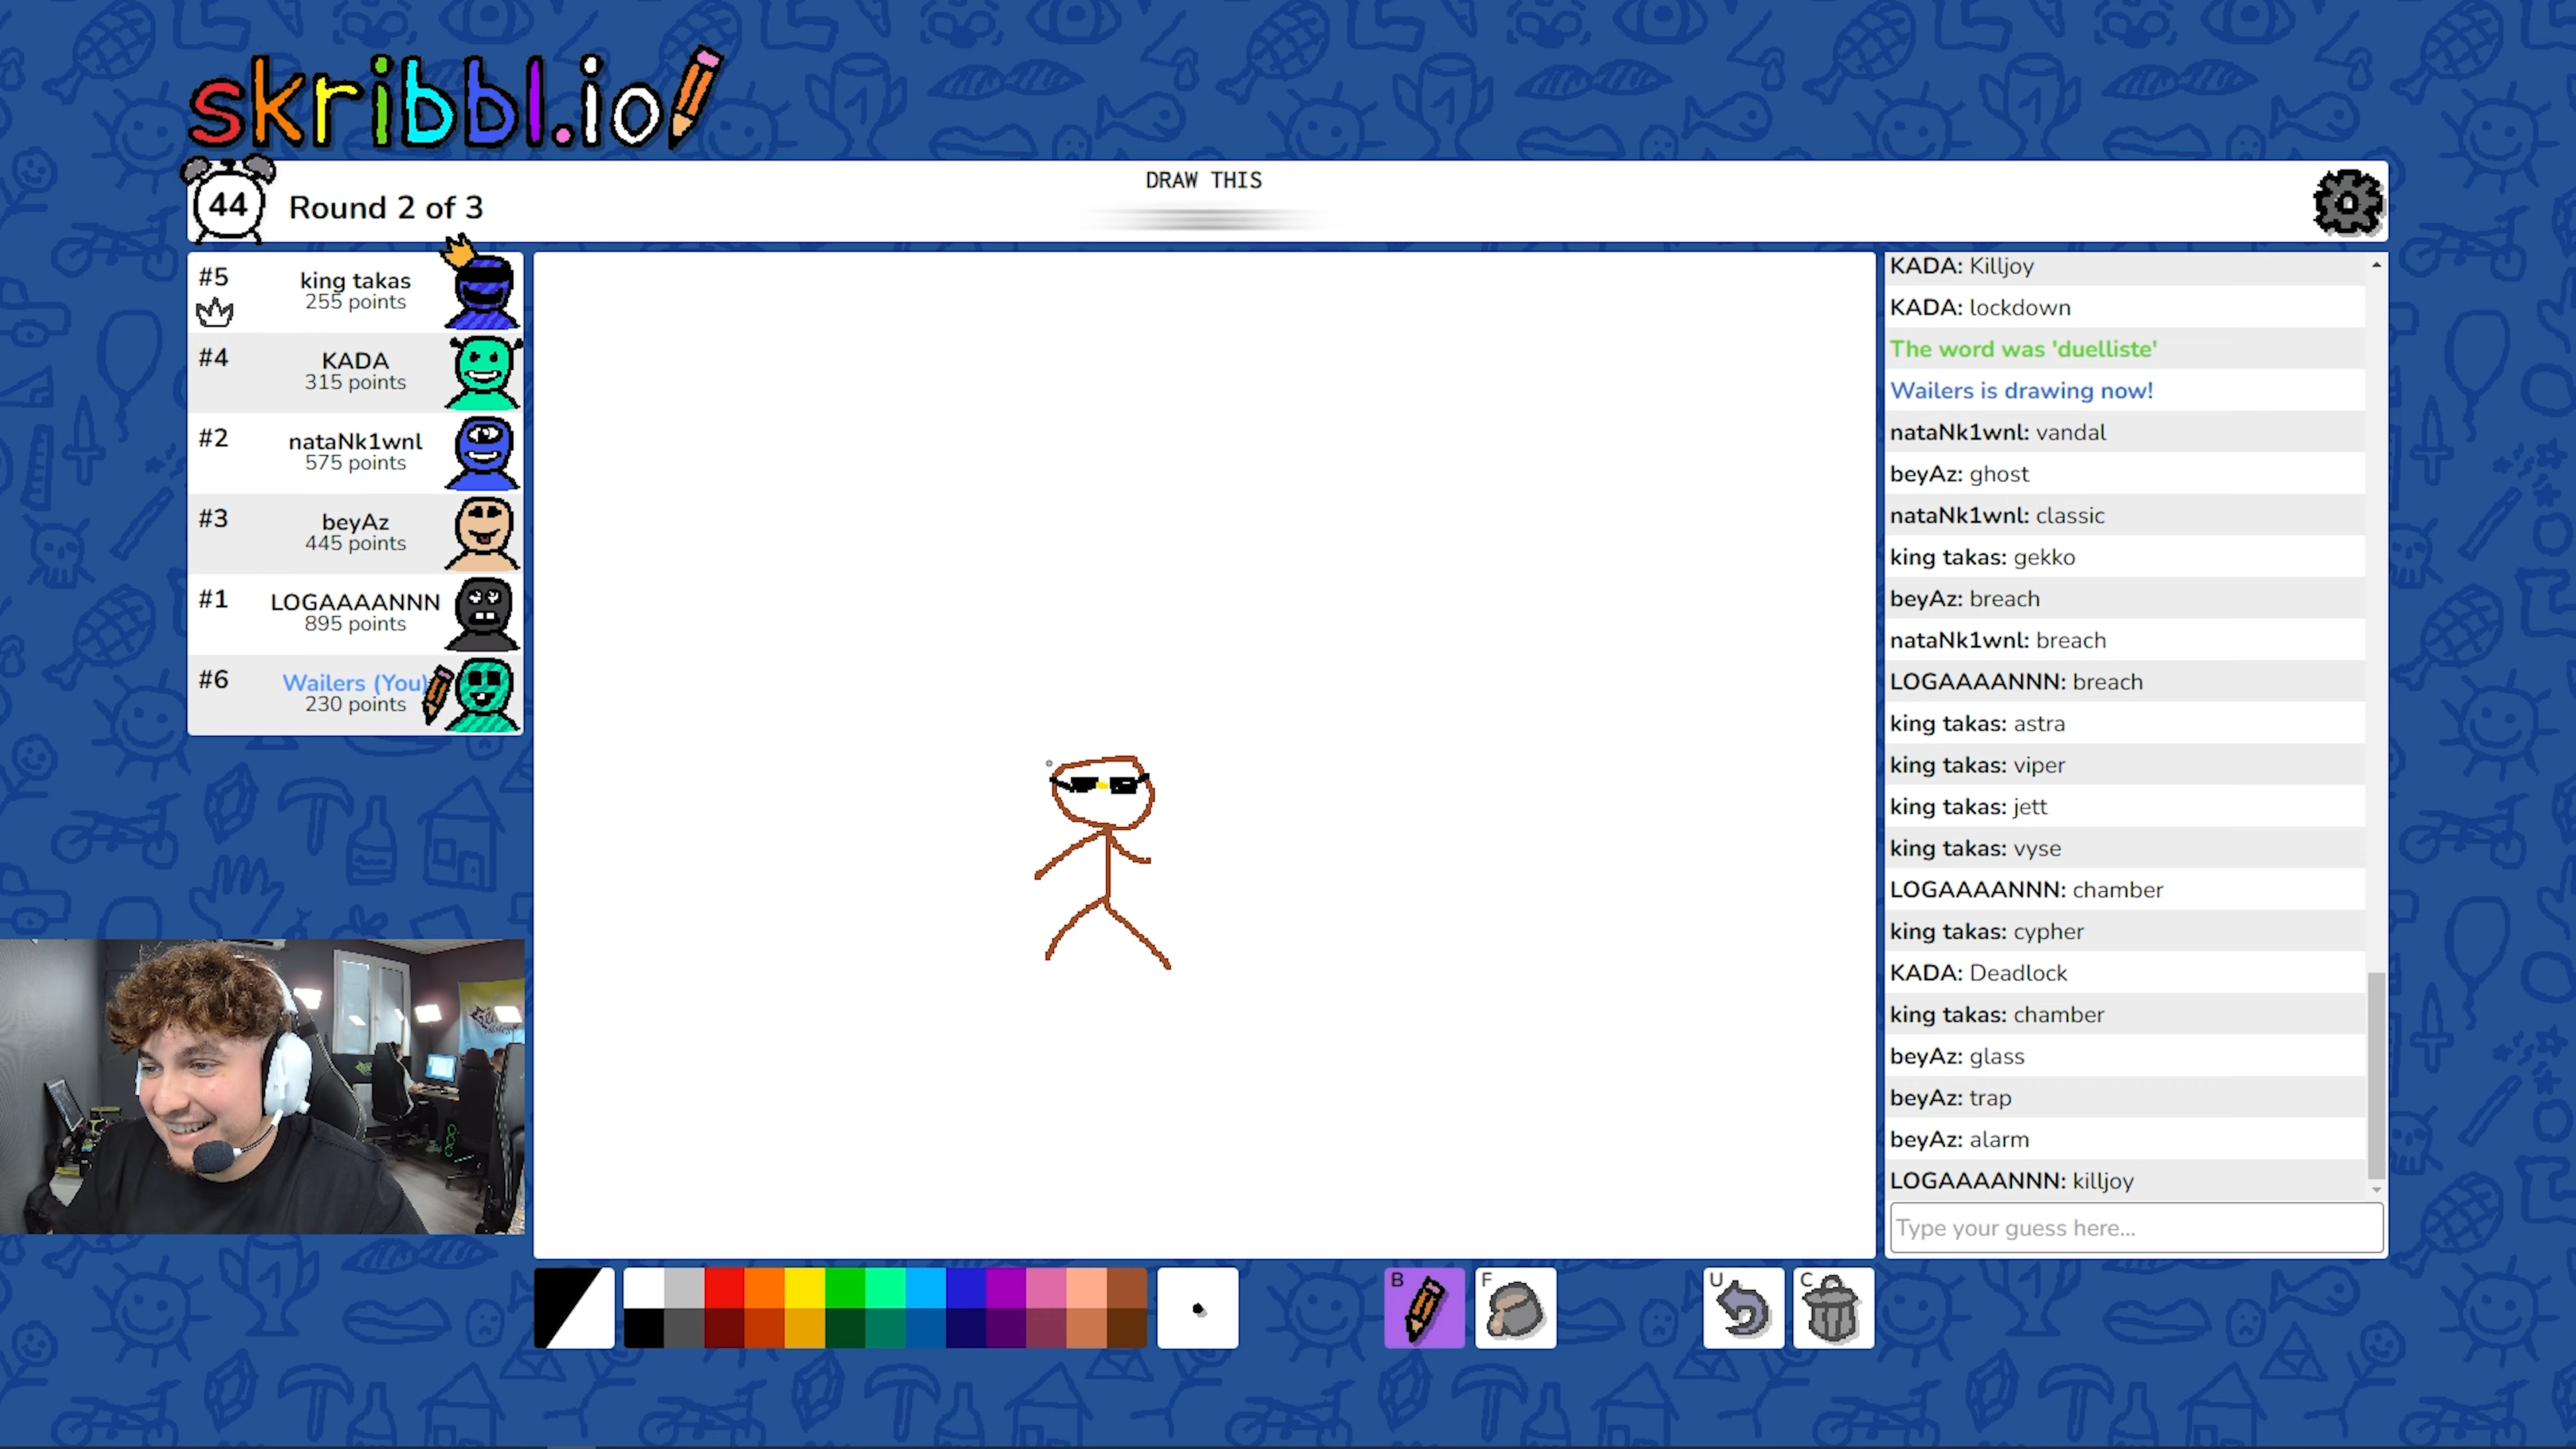 skribbl.io
44
Round 2 of 3
DRAW THIS
#5
king takas
255 points
#4
KADA
315 points
#2
nataNk1wnl
575 points
#3
beyAz
445 points
#1
LOGAAAANNN
895 points
#6
Wailers (You)
230 points
KADA: Killjoy
KADA: lockdown
The word was 'duelliste'
Wailers is drawing now!
nataNk1wnl: vandal
beyAz: ghost
nataNk1wnl: classic
king takas: gekko
beyAz: breach
nataNk1wnl: breach
LOGAAAANNN: breach
king takas: astra
king takas: viper
king takas: jett
king takas: vyse
LOGAAAANNN: chamber
king takas: cypher
KADA: Deadlock
king takas: chamber
beyAz: glass
beyAz: trap
beyAz: alarm
LOGAAAANNN: killjoy
Type your guess here...
B
F
U
C